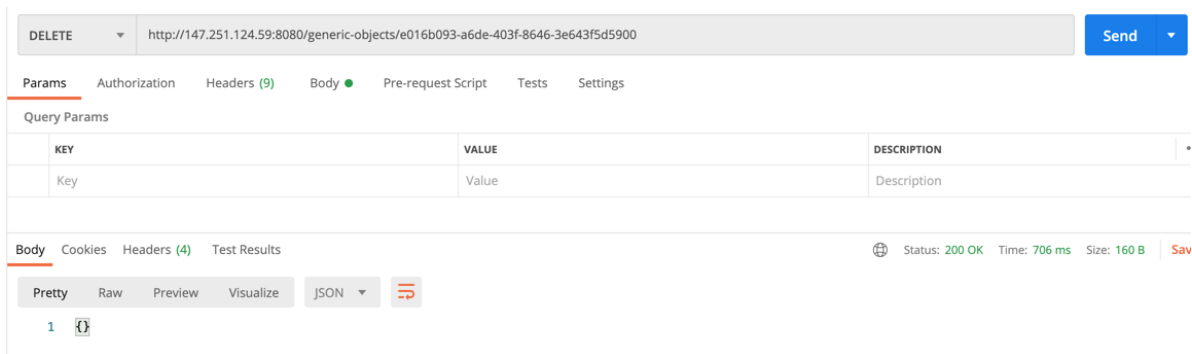 DELETE http://147.251.124.59:8080/generic-objects/e016b093-a6de-403f-8646-3e643f5d5900 Send
Params Authorization Headers (9) Body Pre-request Script Tests Settings
Query Params
KEY VALUE DESCRIPTION
Key Value Description
Body Cookies Headers (4) Test Results Status: 200 OK Time: 706 ms Size: 160 B Sav
Pretty Raw Preview Visualize JSON
1 {}